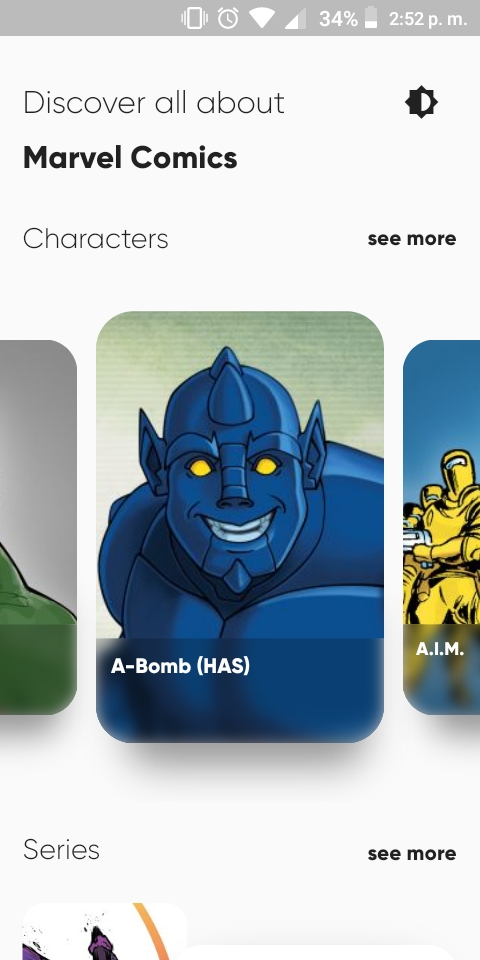 34% 2:52 p. m.
Discover all about
Marvel Comics
Characters
see more
A-Bomb (HAS)
A.I.M.
Series
see more